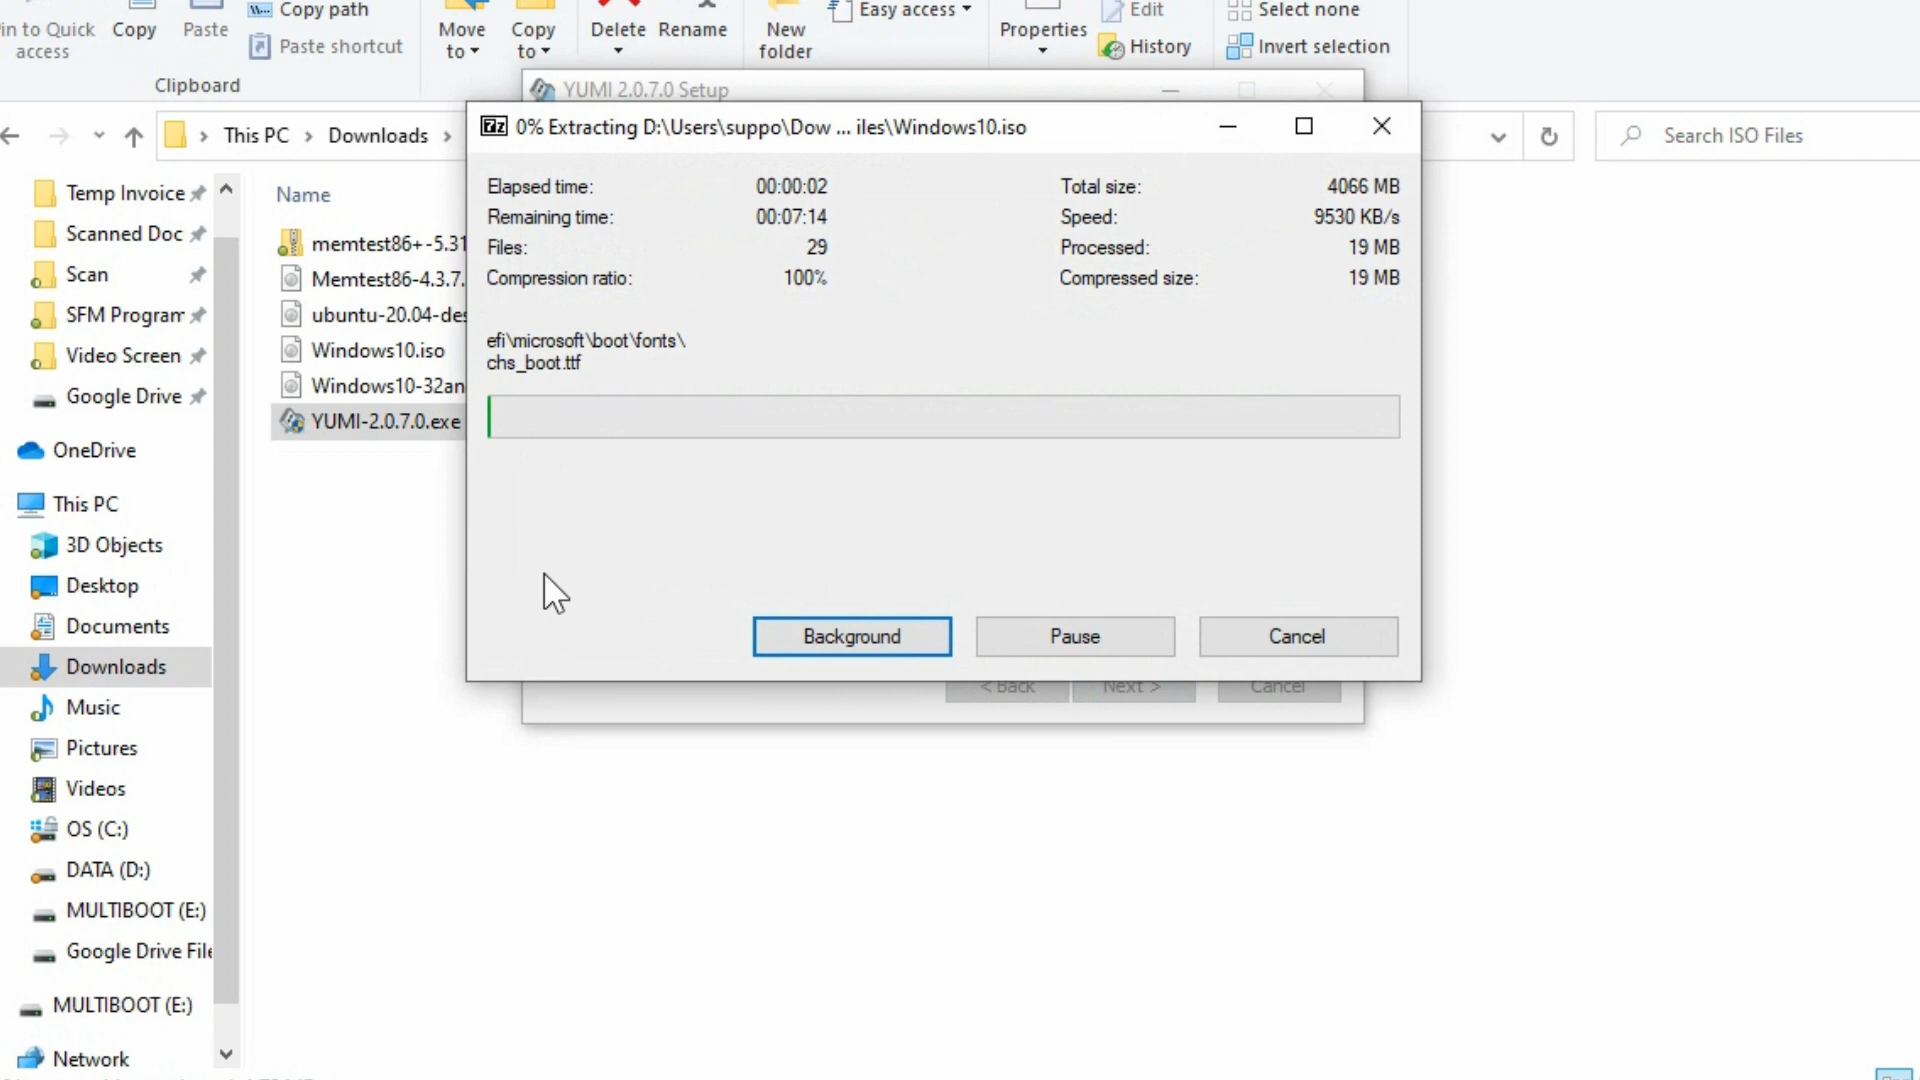 in to Quick
access
Copy
Paste
Copy path
Paste shortcut
Clipboard
Move
to
Copy
to
Delete
Rename
New
folder
Easy access
Properties
Edit
History
Select none
Invert selection
YUMI 2.0.7.0 Setup
This PC
Downloads
Search ISO Files
0% Extracting D:\Users\suppo\Dow ... iles\Windows10.iso
Elapsed time: 00:00:02
Remaining time: 00:07:14
Files: 29
Compression ratio: 100%
Total size: 4066 MB
Speed: 9530 KB/s
Processed: 19 MB
Compressed size: 19 MB
efi\microsoft\boot\fonts\
chs_boot.ttf
Background
Pause
Cancel
< Back
Next >
Cancel
Name
memtest86+-5.31
Memtest86-4.3.7.
ubuntu-20.04-des
Windows10.iso
Windows10-32an
YUMI-2.0.7.0.exe
Temp Invoice
Scanned Doc
Scan
SFM Program
Video Screen
Google Drive
OneDrive
This PC
3D Objects
Desktop
Documents
Downloads
Music
Pictures
Videos
OS (C:)
DATA (D:)
MULTIBOOT (E:)
Google Drive File
MULTIBOOT (E:)
Network